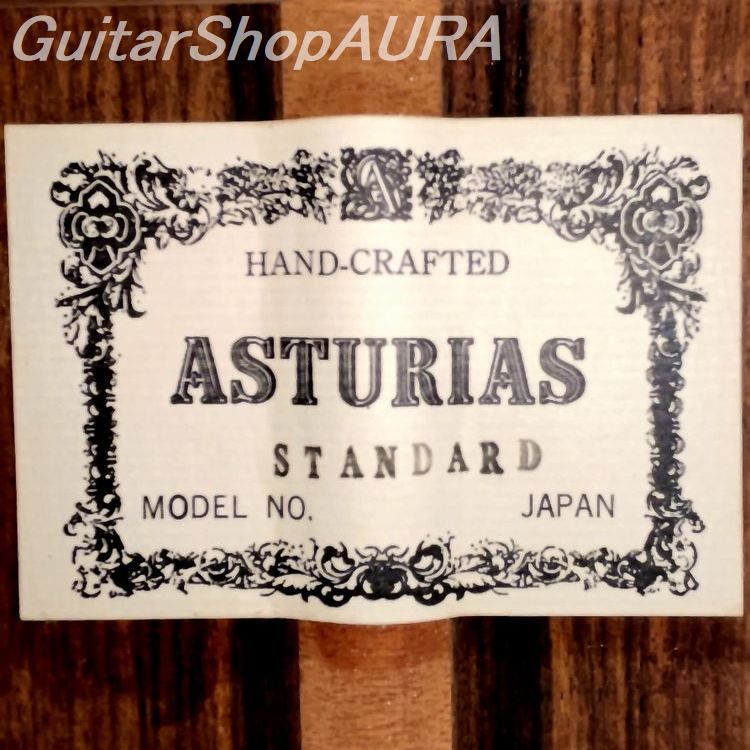 GuitarShopAURA
A
HAND-CRAFTED
ASTURIAS
STANDARD
MODEL NO.
JAPAN